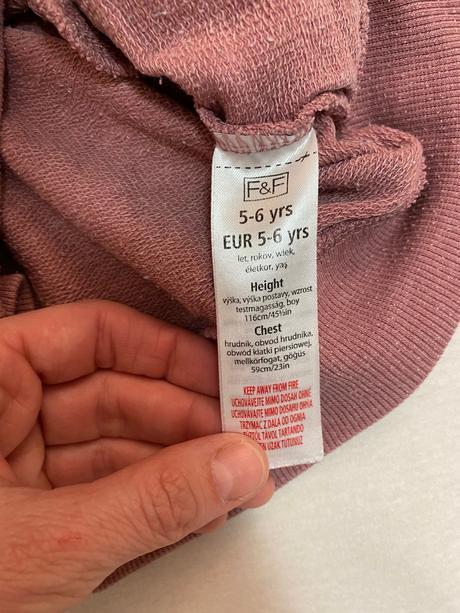 F&F
5-6 yrs
EUR 5-6 yrs
let, rokov, wiek,
életkor, yaş
Height
výška, výška postavy, wzrost
testmagasság, boy
116cm/45½in
Chest
hrudník, obvod hrudníka,
obwód klatki piersiowej,
mellkörfogat, göğüs
59cm/23in
KEEP AWAY FROM FIRE
UCHOVÁVEJTE MIMO DOSAH OHNĚ
UCHOVÁVAJTE MIMO DOSAHU OHŇA
TRZYMAĆ Z DALA OD OGNIA
TŰZTŐL TÁVOL TARTANDÓ
UZAK TUTUNUZ